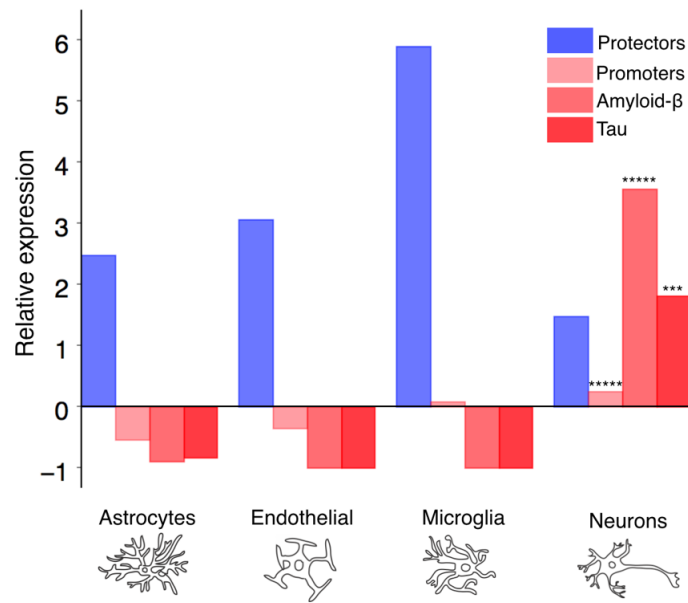 Relative expression
6
5
4
3
2
1
0
−1
Protectors
Promoters
Amyloid-β
Tau
*****
*****
***
Astrocytes
Endothelial
Microglia
Neurons